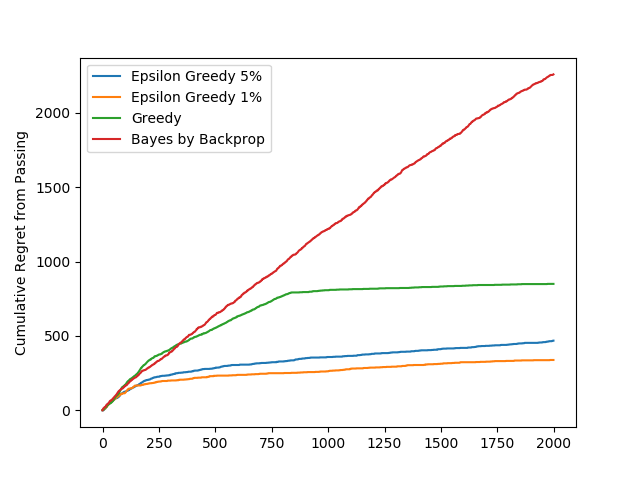 Epsilon Greedy 5%
Epsilon Greedy 1%
Greedy
Bayes by Backprop
Cumulative Regret from Passing
2000
1500
1000
500
0
0 250 500 750 1000 1250 1500 1750 2000